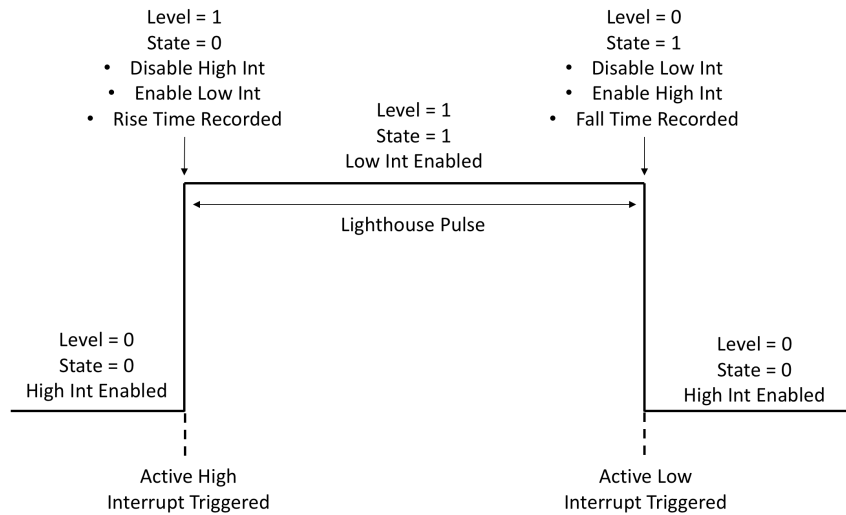 Level = 1
State = 0
• Disable High Int
• Enable Low Int
• Rise Time Recorded
Level = 1
State = 1
Low Int Enabled
Level = 0
State = 1
• Disable Low Int
• Enable High Int
• Fall Time Recorded
Lighthouse Pulse
Level = 0
State = 0
High Int Enabled
Level = 0
State = 0
High Int Enabled
Active High
Interrupt Triggered
Active Low
Interrupt Triggered